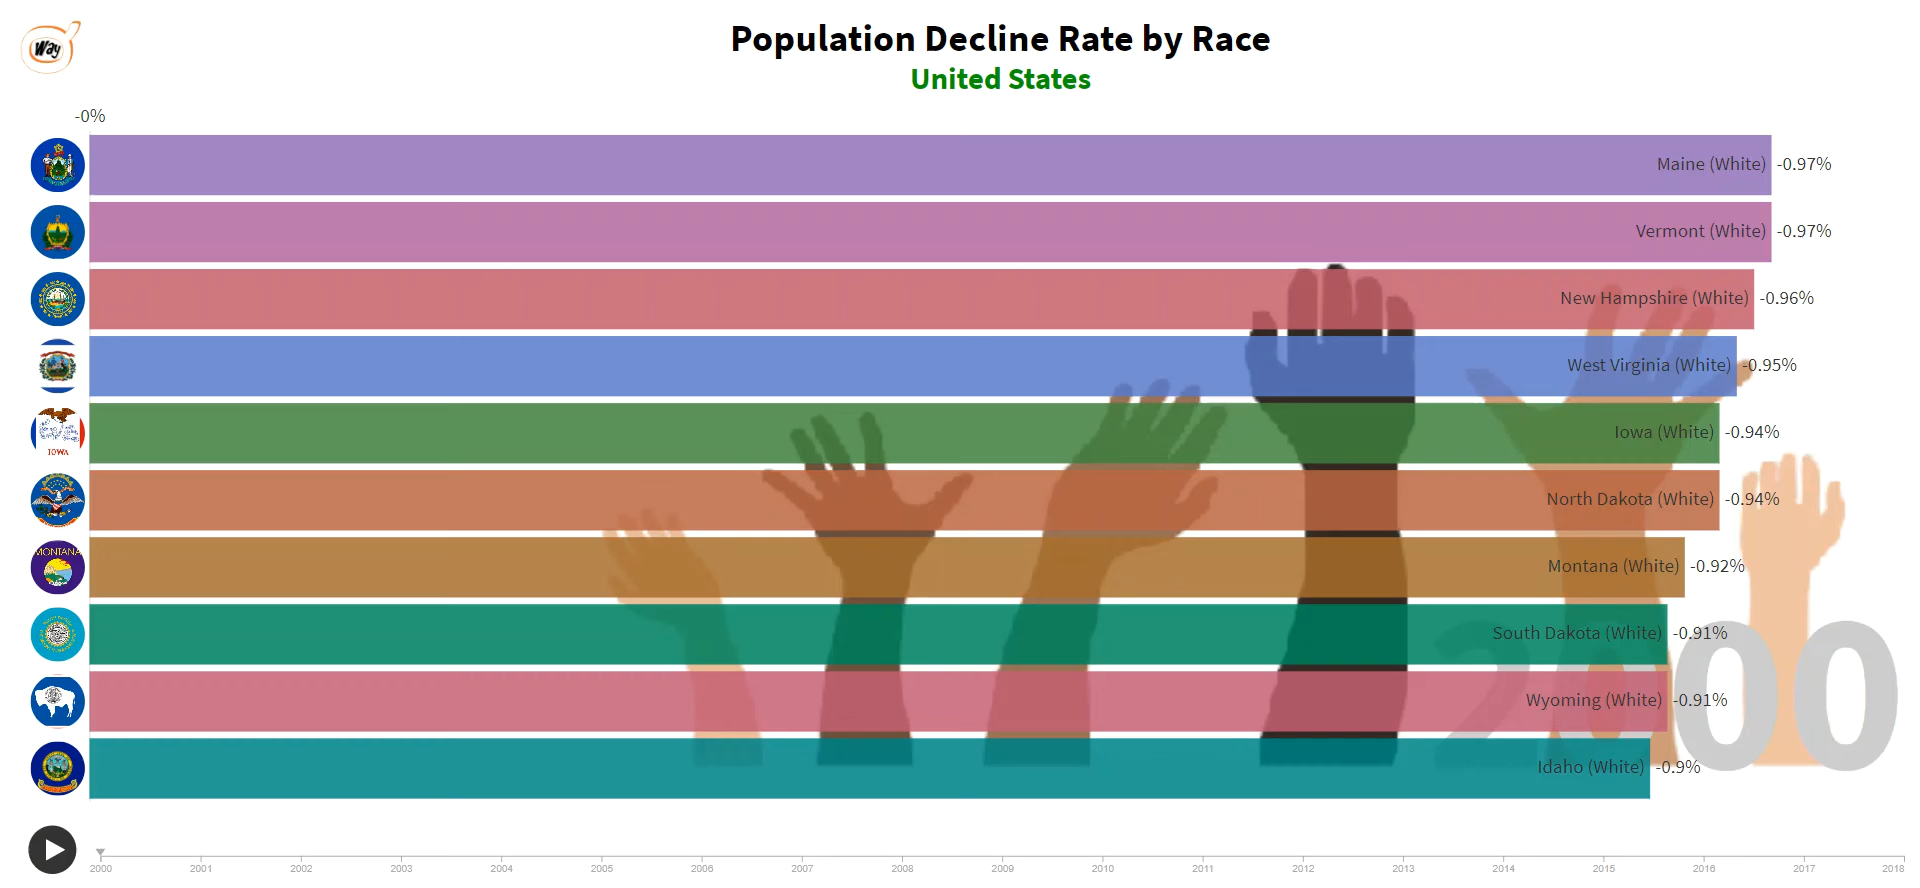 Way
Population Decline Rate by Race
United States
-0%
Maine (White) -0.97%
Vermont (White) -0.97%
New Hampshire (White) -0.96%
West Virginia (White) -0.95%
IOWA
Iowa (White) -0.94%
North Dakota (White) -0.94%
MONTANA
Montana (White) -0.92%
South Dakota (White) -0.91%
Wyoming (White) -0.91%
2000
Idaho (White) -0.9%
2000 2001 2002 2003 2004 2005 2006 2007 2008 2009 2010 2011 2012 2013 2014 2015 2016 2017 2018